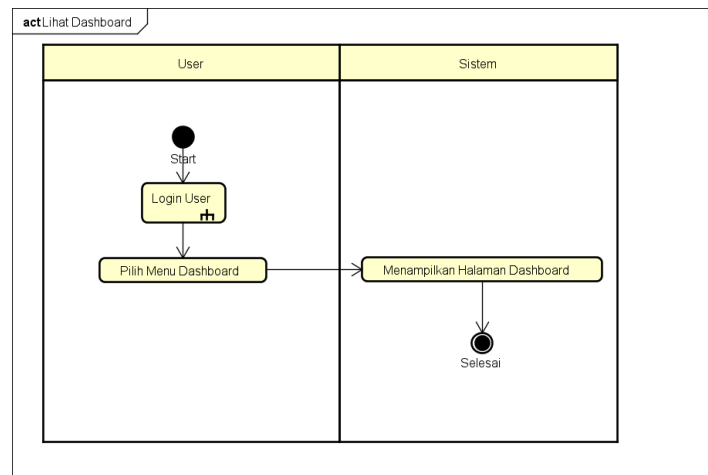 act Lihat Dashboard
User
Sistem
Start
Login User
Pilih Menu Dashboard
Menampilkan Halaman Dashboard
Selesai